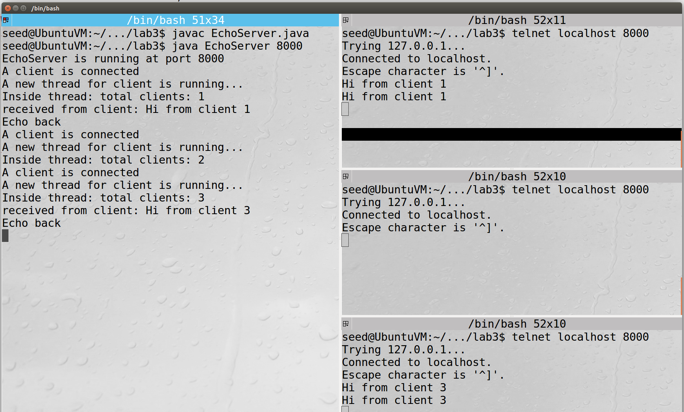 /bin/bash
/bin/bash 51x34
seed@UbuntuVM:~/.../lab3$ javac EchoServer.java
seed@UbuntuVM:~/.../lab3$ java EchoServer 8000
EchoServer is running at port 8000
A client is connected
A new thread for client is running...
Inside thread: total clients: 1
received from client: Hi from client 1
Echo back
A client is connected
A new thread for client is running...
Inside thread: total clients: 2
A client is connected
A new thread for client is running...
Inside thread: total clients: 3
received from client: Hi from client 3
Echo back
/bin/bash 52x11
seed@UbuntuVM:~/.../lab3$ telnet localhost 8000
Trying 127.0.0.1...
Connected to localhost.
Escape character is '^]'.
Hi from client 1
Hi from client 1
/bin/bash 52x10
seed@UbuntuVM:~/.../lab3$ telnet localhost 8000
Trying 127.0.0.1...
Connected to localhost.
Escape character is '^]'.
/bin/bash 52x10
seed@UbuntuVM:~/.../lab3$ telnet localhost 8000
Trying 127.0.0.1...
Connected to localhost.
Escape character is '^]'.
Hi from client 3
Hi from client 3